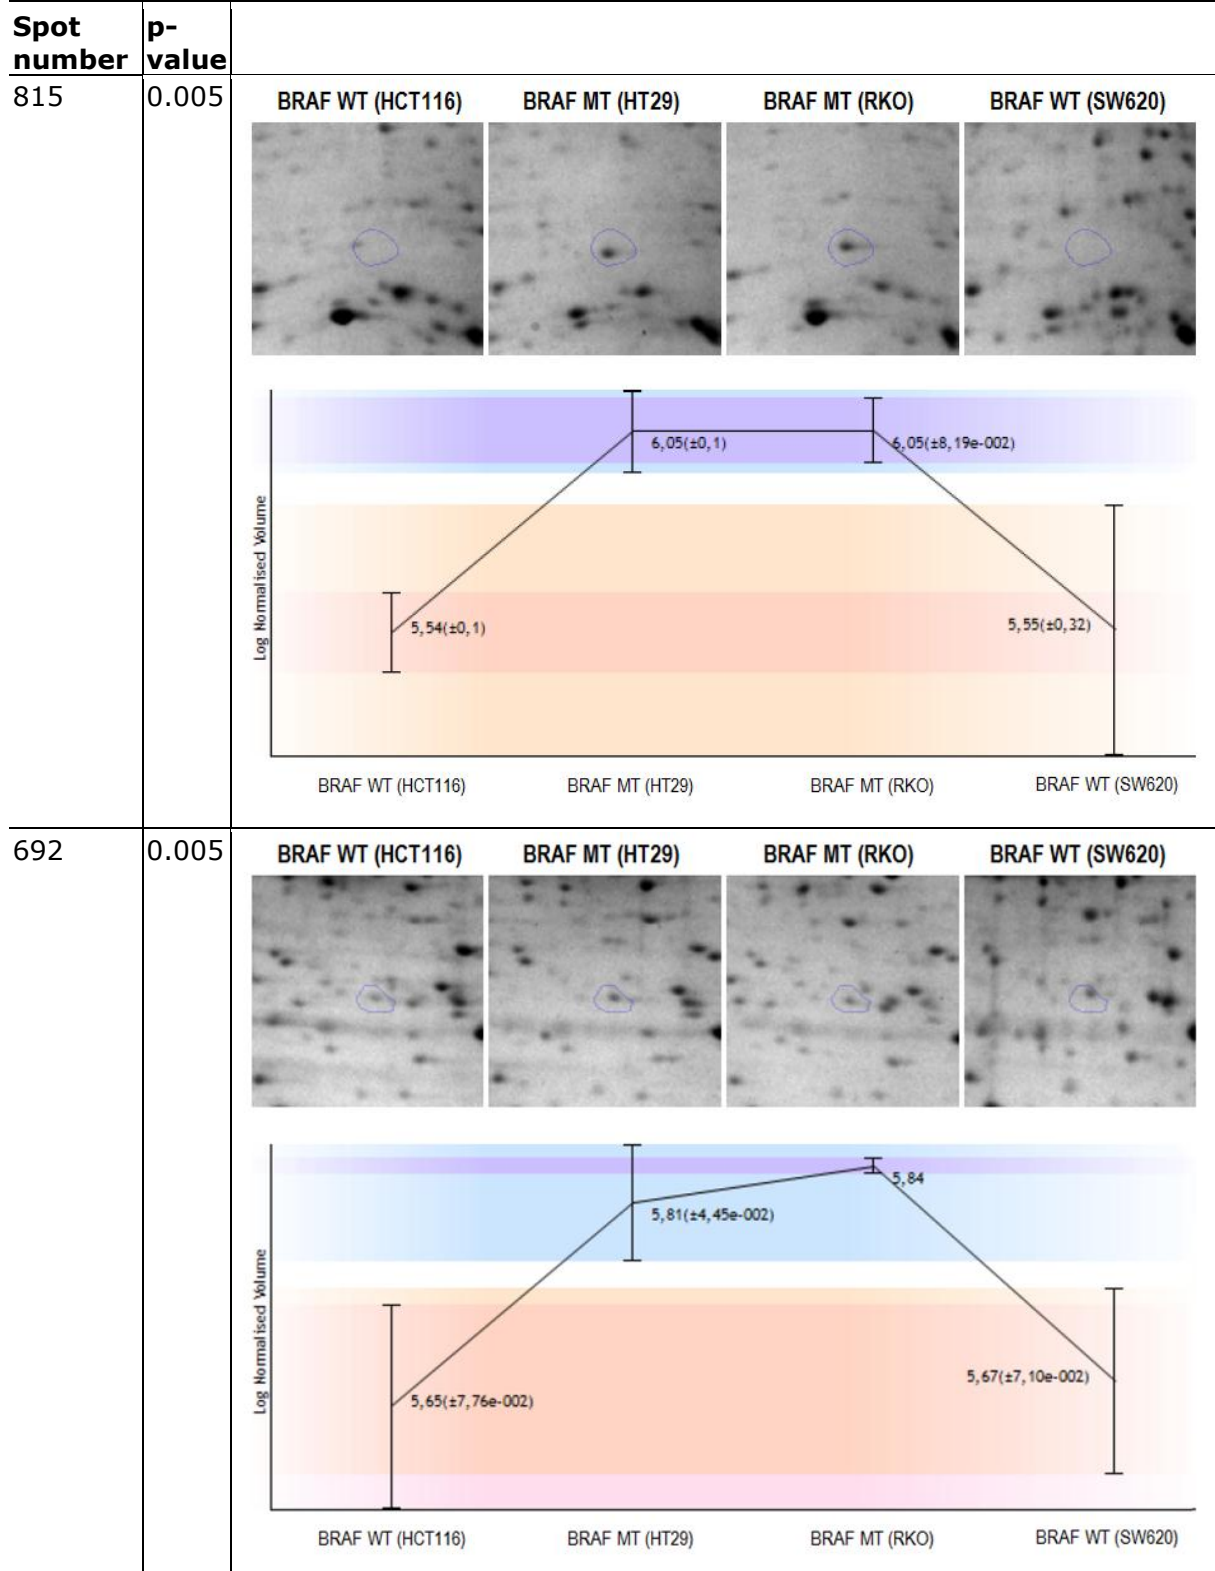 Spot number
p-value
815
0.005
BRAF WT (HCT116)
BRAF MT (HT29)
BRAF MT (RKO)
BRAF WT (SW620)
Log Normalised Volume
6,05(±0,1)
6,05(±8,19e-002)
5,54(±0,1)
5,55(±0,32)
BRAF WT (HCT116)
BRAF MT (HT29)
BRAF MT (RKO)
BRAF WT (SW620)
692
0.005
BRAF WT (HCT116)
BRAF MT (HT29)
BRAF MT (RKO)
BRAF WT (SW620)
Log Normalised Volume
5,84
5,81(±4,45e-002)
5,67(±7,10e-002)
5,65(±7,76e-002)
BRAF WT (HCT116)
BRAF MT (HT29)
BRAF MT (RKO)
BRAF WT (SW620)